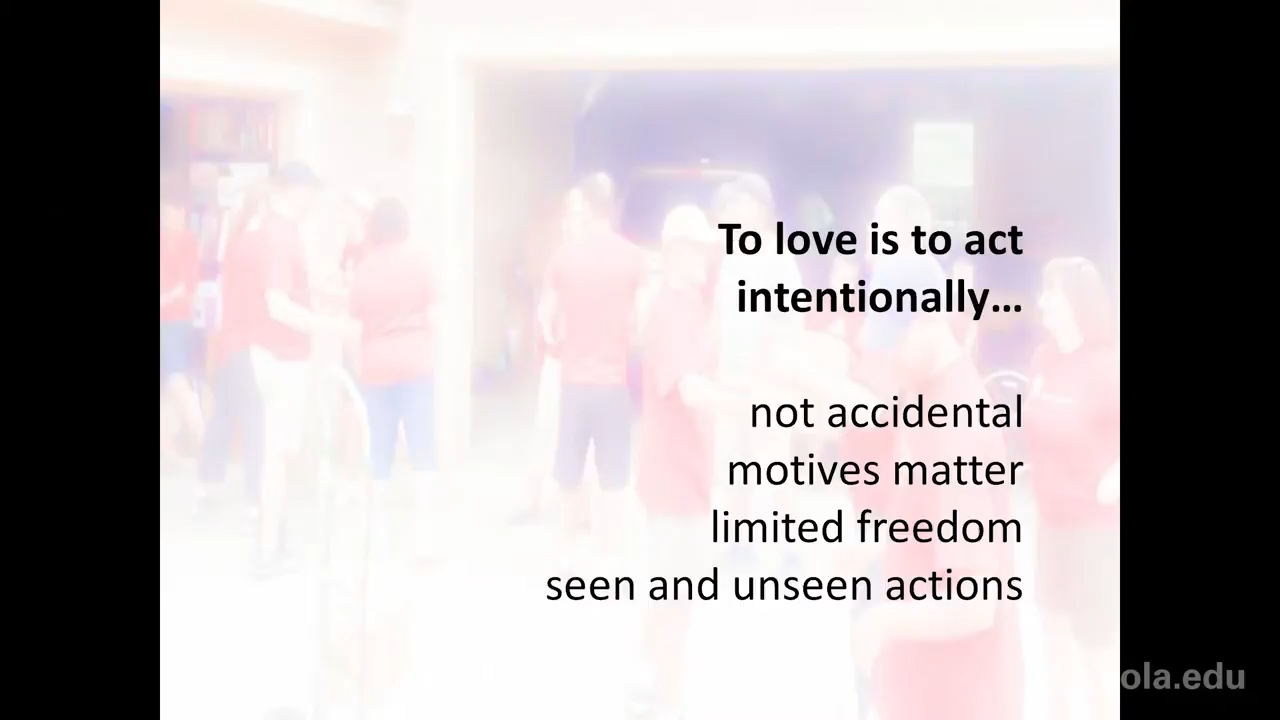 To love is to act
intentionally…
not accidental
motives matter
limited freedom
seen and unseen actions
ola.edu